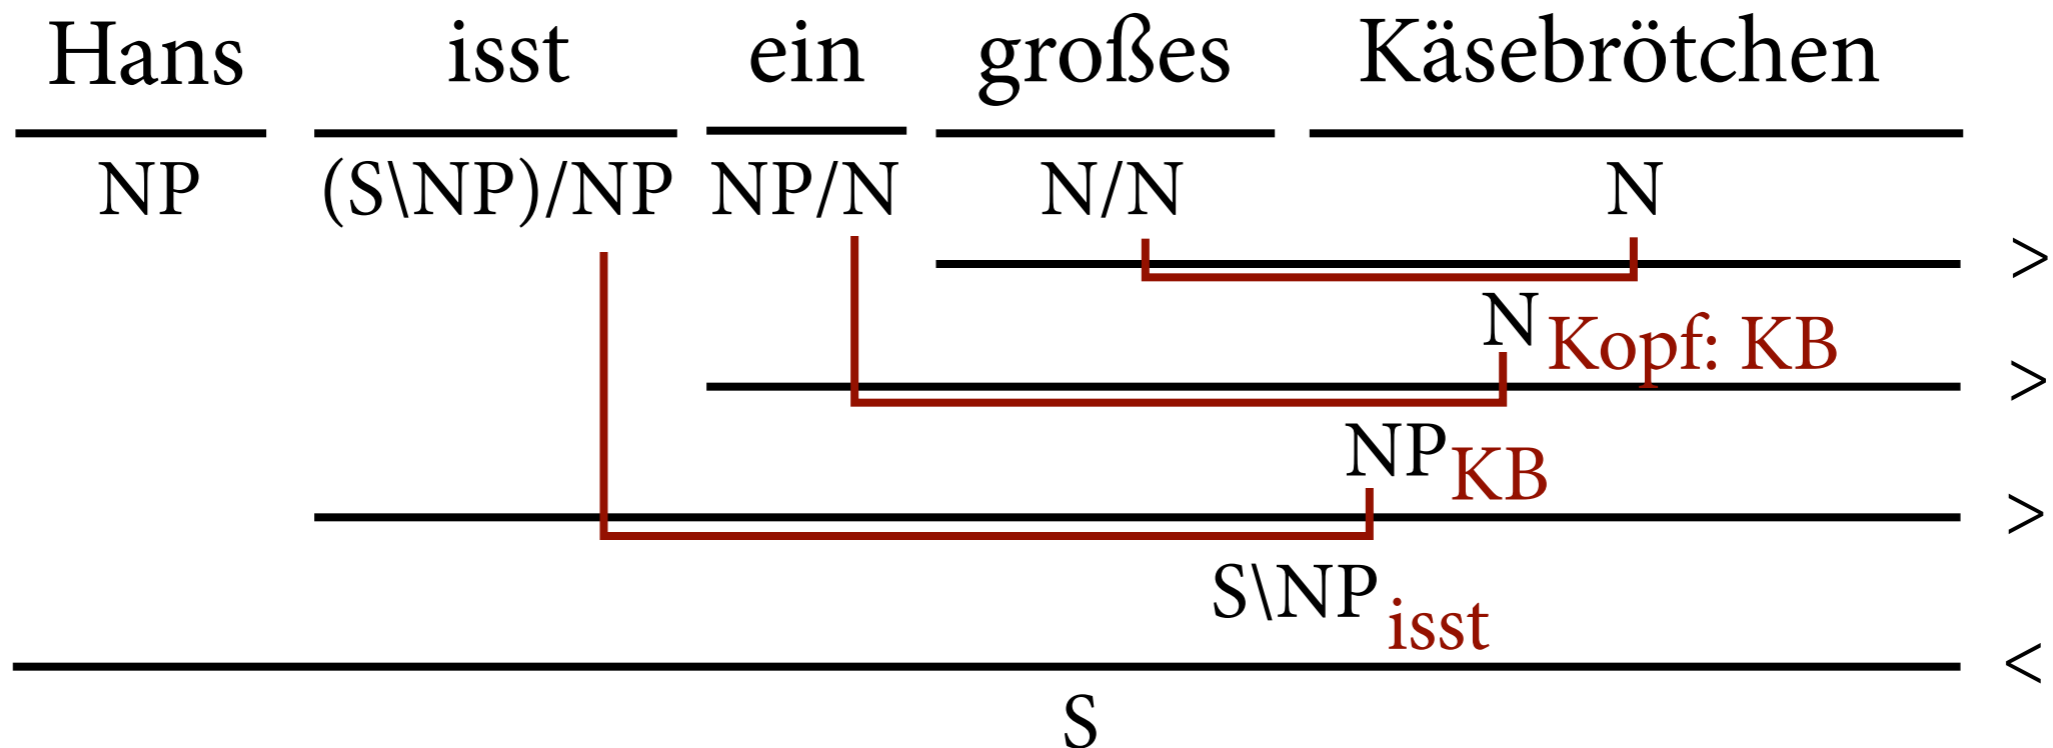 Hans isst ein großes Käsebrötchen
NP (S\NP)/NP NP/N N/N N
>
N Kopf: KB
>
NP KB
>
S\NP isst
<
S